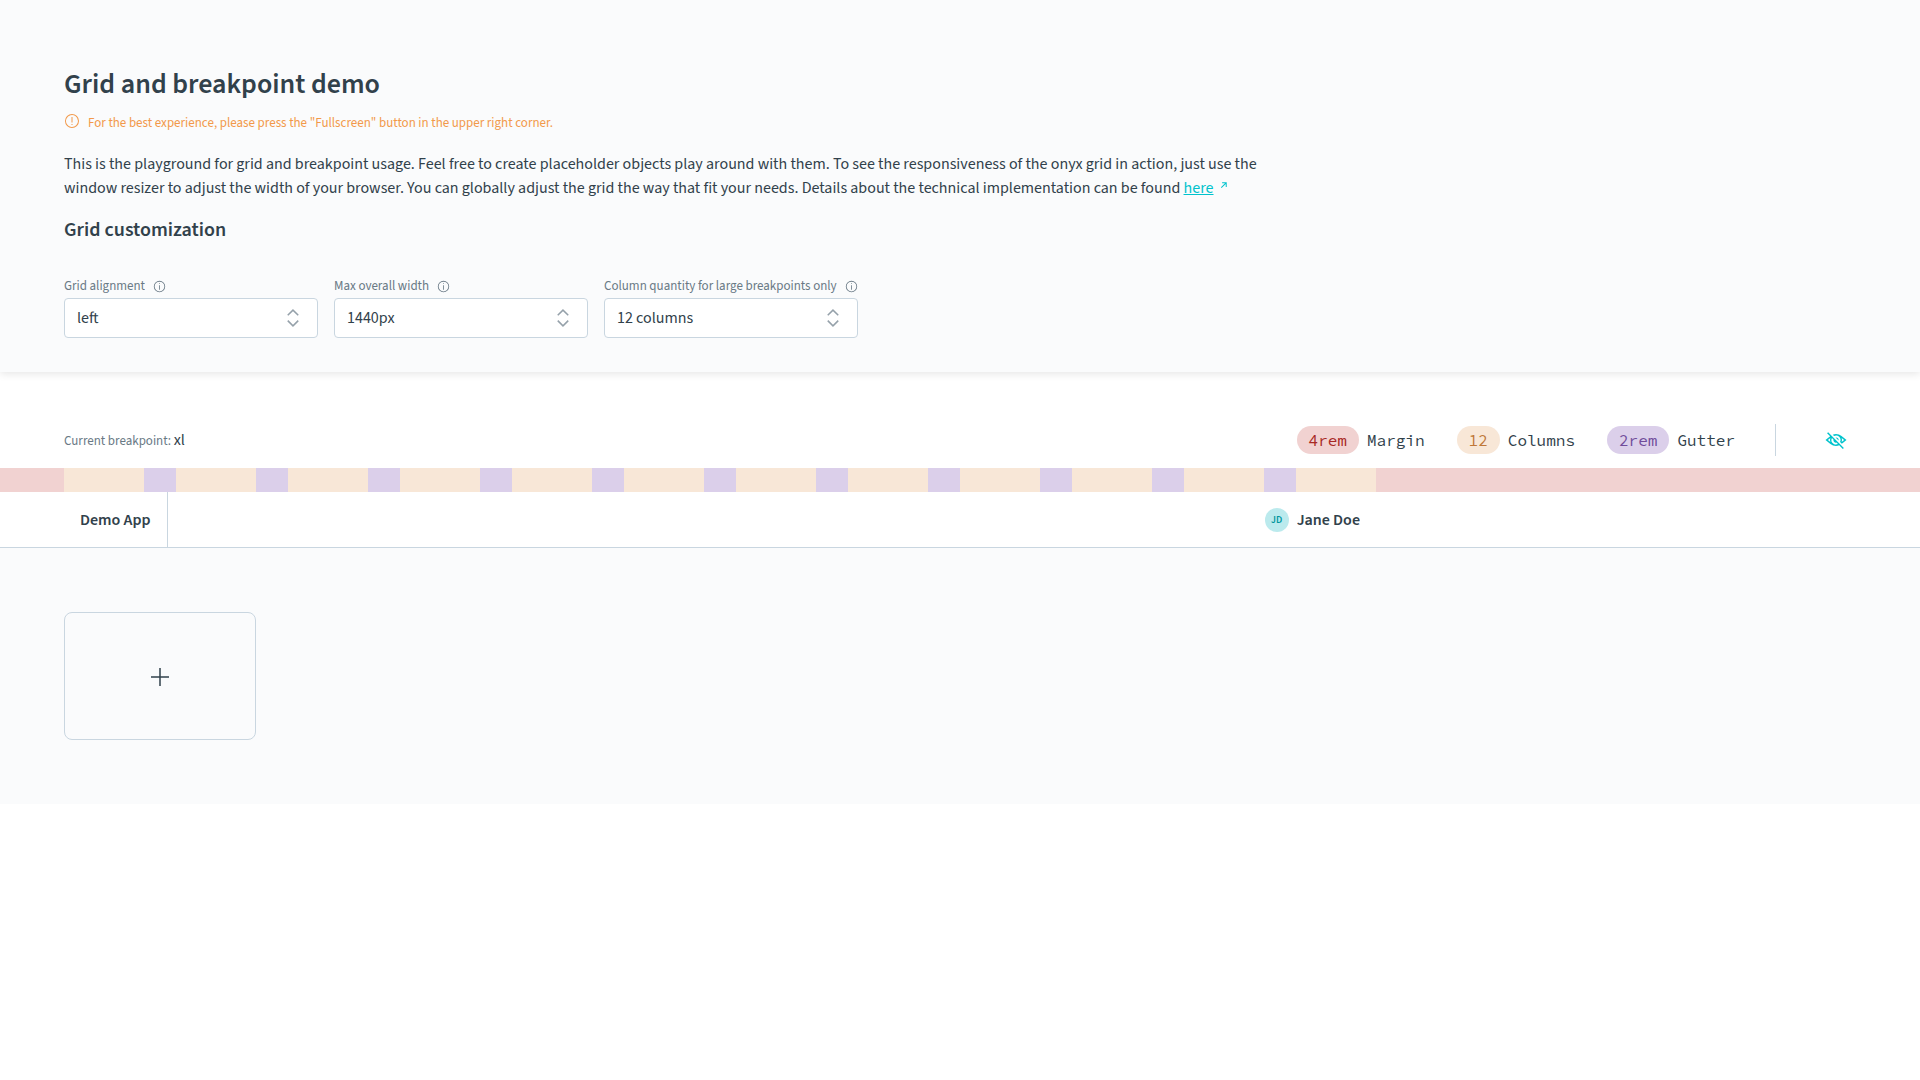 Grid and breakpoint demo
For the best experience, please press the "Fullscreen" button in the upper right corner.
This is the playground for grid and breakpoint usage. Feel free to create placeholder objects play around with them. To see the responsiveness of the onyx grid in action, just use the
window resizer to adjust the width of your browser. You can globally adjust the grid the way that fit your needs. Details about the technical implementation can be found here
Grid customization
Grid alignment Max overall width Column quantity for large breakpoints only
left 1440px 12 columns
Current breakpoint: xl 4rem Margin 12 Columns 2rem Gutter
Demo App JD Jane Doe